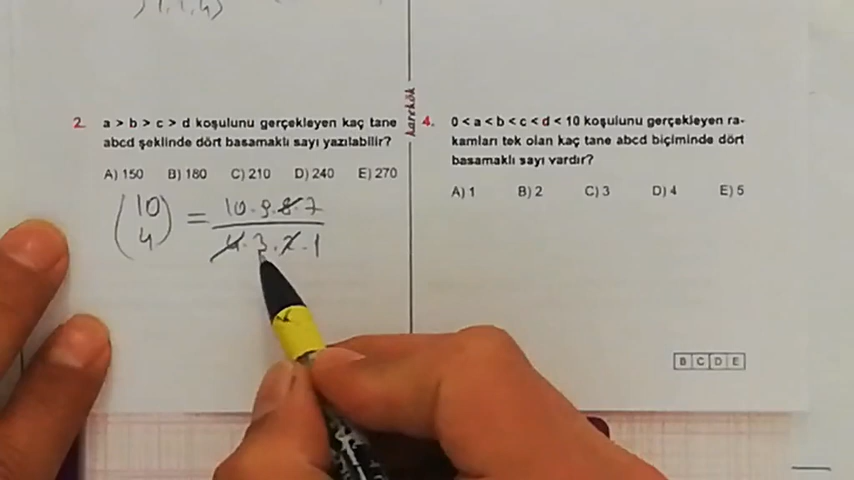 2. a > b > c > d koşulunu gerçekleyen kaç tane
abcd şeklinde dört basamaklı sayı yazılabilir?
A) 150 B) 180 C) 210 D) 240 E) 270
(10 4) = 10.9.8.7 / 4.3.2.1
karekök
4. 0 < a < b < c < d < 10 koşulunu gerçekleyen ra-
kamları tek olan kaç tane abcd biçiminde dört
basamaklı sayı vardır?
A) 1 B) 2 C) 3 D) 4 E) 5
B C D E